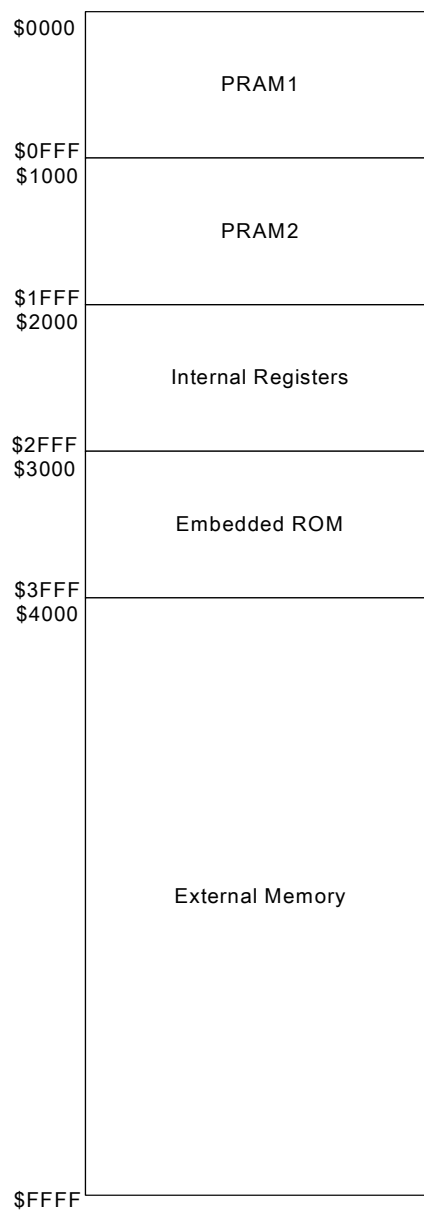 $0000
PRAM1
$0FFF
$1000
PRAM2
$1FFF
$2000
Internal Registers
$2FFF
$3000
Embedded ROM
$3FFF
$4000
External Memory
$FFFF